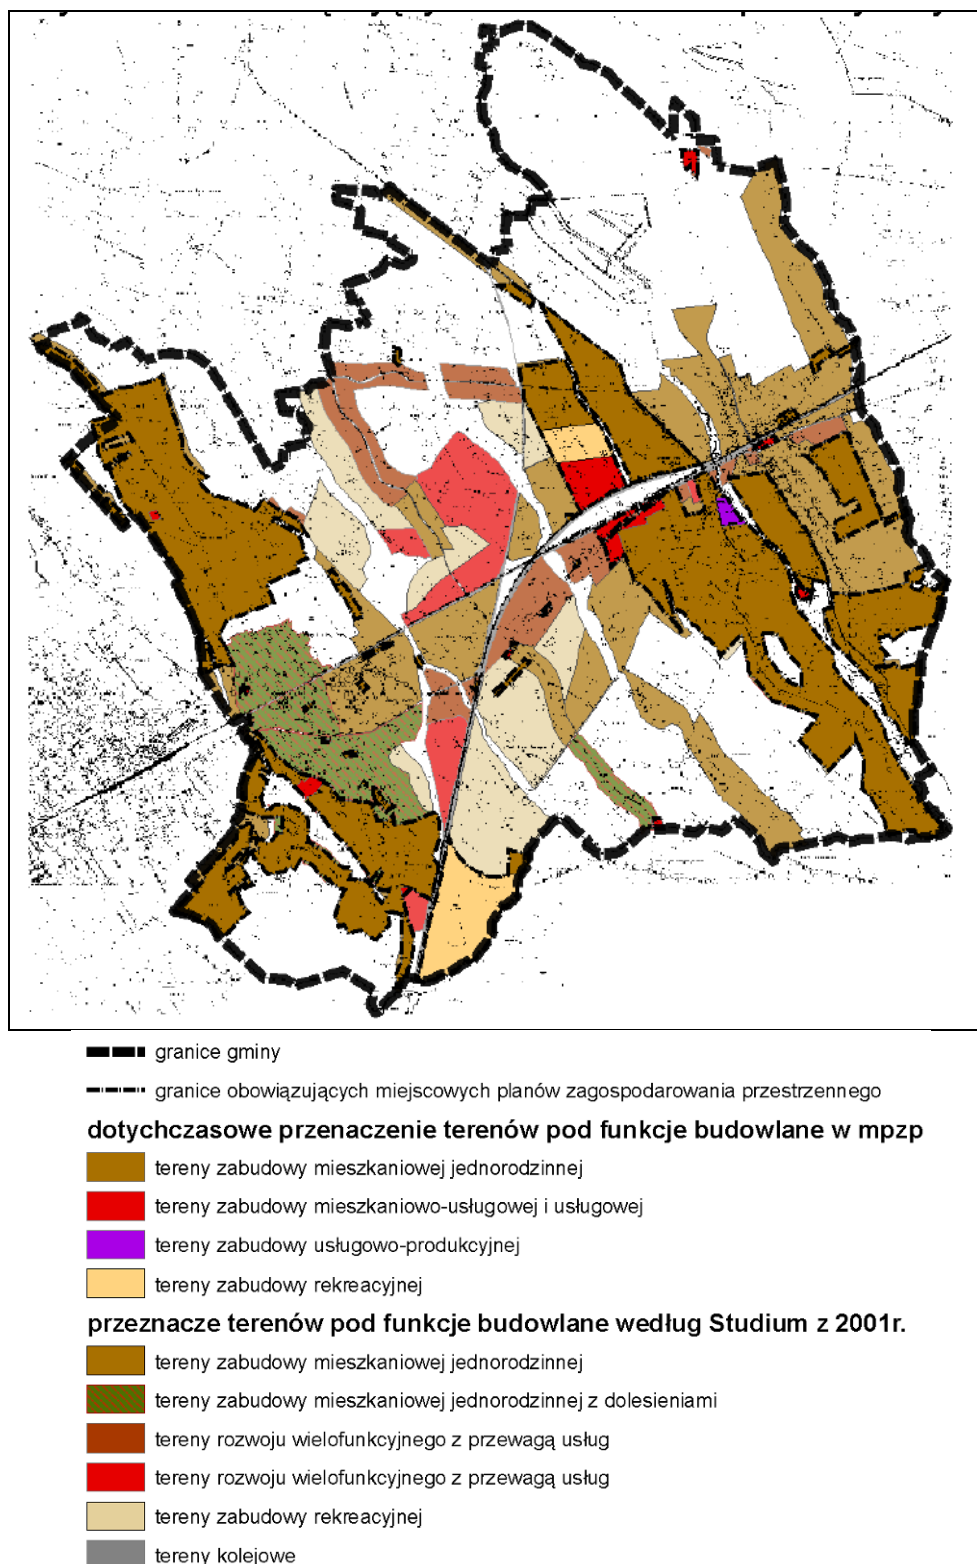 granice gminy
granice obowiązujących miejscowych planów zagospodarowania przestrzennego
dotychczasowe przenaczenie terenów pod funkcje budowlane w mpzp
tereny zabudowy mieszkaniowej jednorodzinnej
tereny zabudowy mieszkaniowo-usługowej i usługowej
tereny zabudowy usługowo-produkcyjnej
tereny zabudowy rekreacyjnej
przeznacze terenów pod funkcje budowlane według Studium z 2001r.
tereny zabudowy mieszkaniowej jednorodzinnej
tereny zabudowy mieszkaniowej jednorodzinnej z dolesieniami
tereny rozwoju wielofunkcyjnego z przewagą usług
tereny rozwoju wielofunkcyjnego z przewagą usług
tereny zabudowy rekreacyjnej
tereny kolejowe